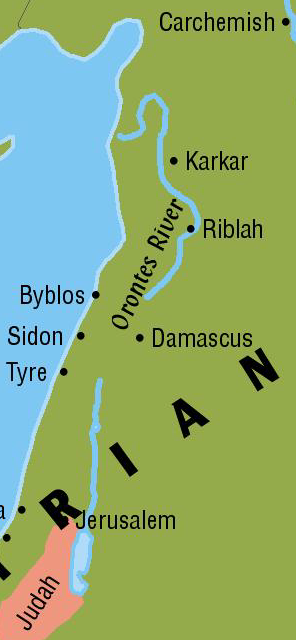 Carchemish
Karkar
Orontes River
Riblah
Byblos
Sidon
Damascus
Tyre
R I A N
Jerusalem
Judah